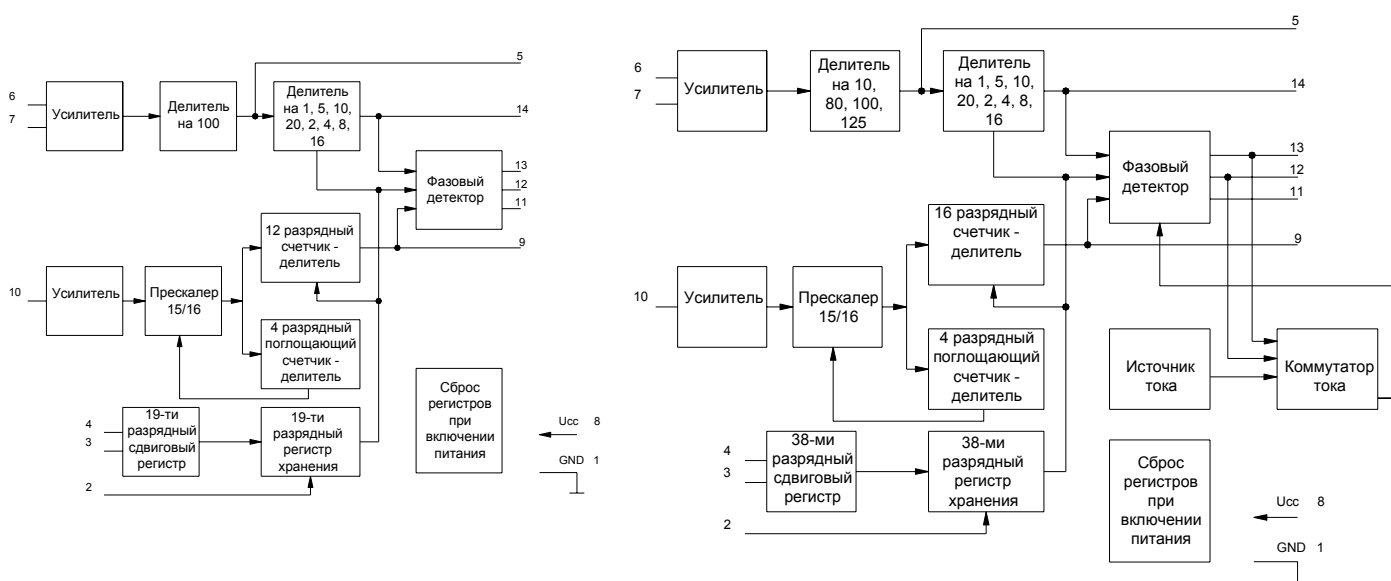 5
6
7
Усилитель
Делитель
на 100
Делитель
на 1, 5, 10,
20, 2, 4, 8,
16
14
Фазовый
детектор
13
12
11
12 разрядный
счетчик -
делитель
9
10
Усилитель
Прескалер
15/16
4 разрядный
поглощающий
счетчик -
делитель
4
3
19-ти
разрядный
сдвиговый
регистр
19-ти
разрядный
регистр
хранения
2
Сброс
регистров
при
включении
питания
Ucc 8
GND 1
5
6
7
Усилитель
Делитель
на 10,
80, 100,
125
Делитель
на 1, 5, 10,
20, 2, 4, 8,
16
14
Фазовый
детектор
13
12
11
16 разрядный
счетчик -
делитель
9
10
Усилитель
Прескалер
15/16
4 разрядный
поглощающий
счетчик -
делитель
Источник
тока
Коммутатор
тока
4
3
38-ми
разрядный
сдвиговый
регистр
38-ми
разрядный
регистр
хранения
2
Сброс
регистров
при
включении
питания
Ucc 8
GND 1